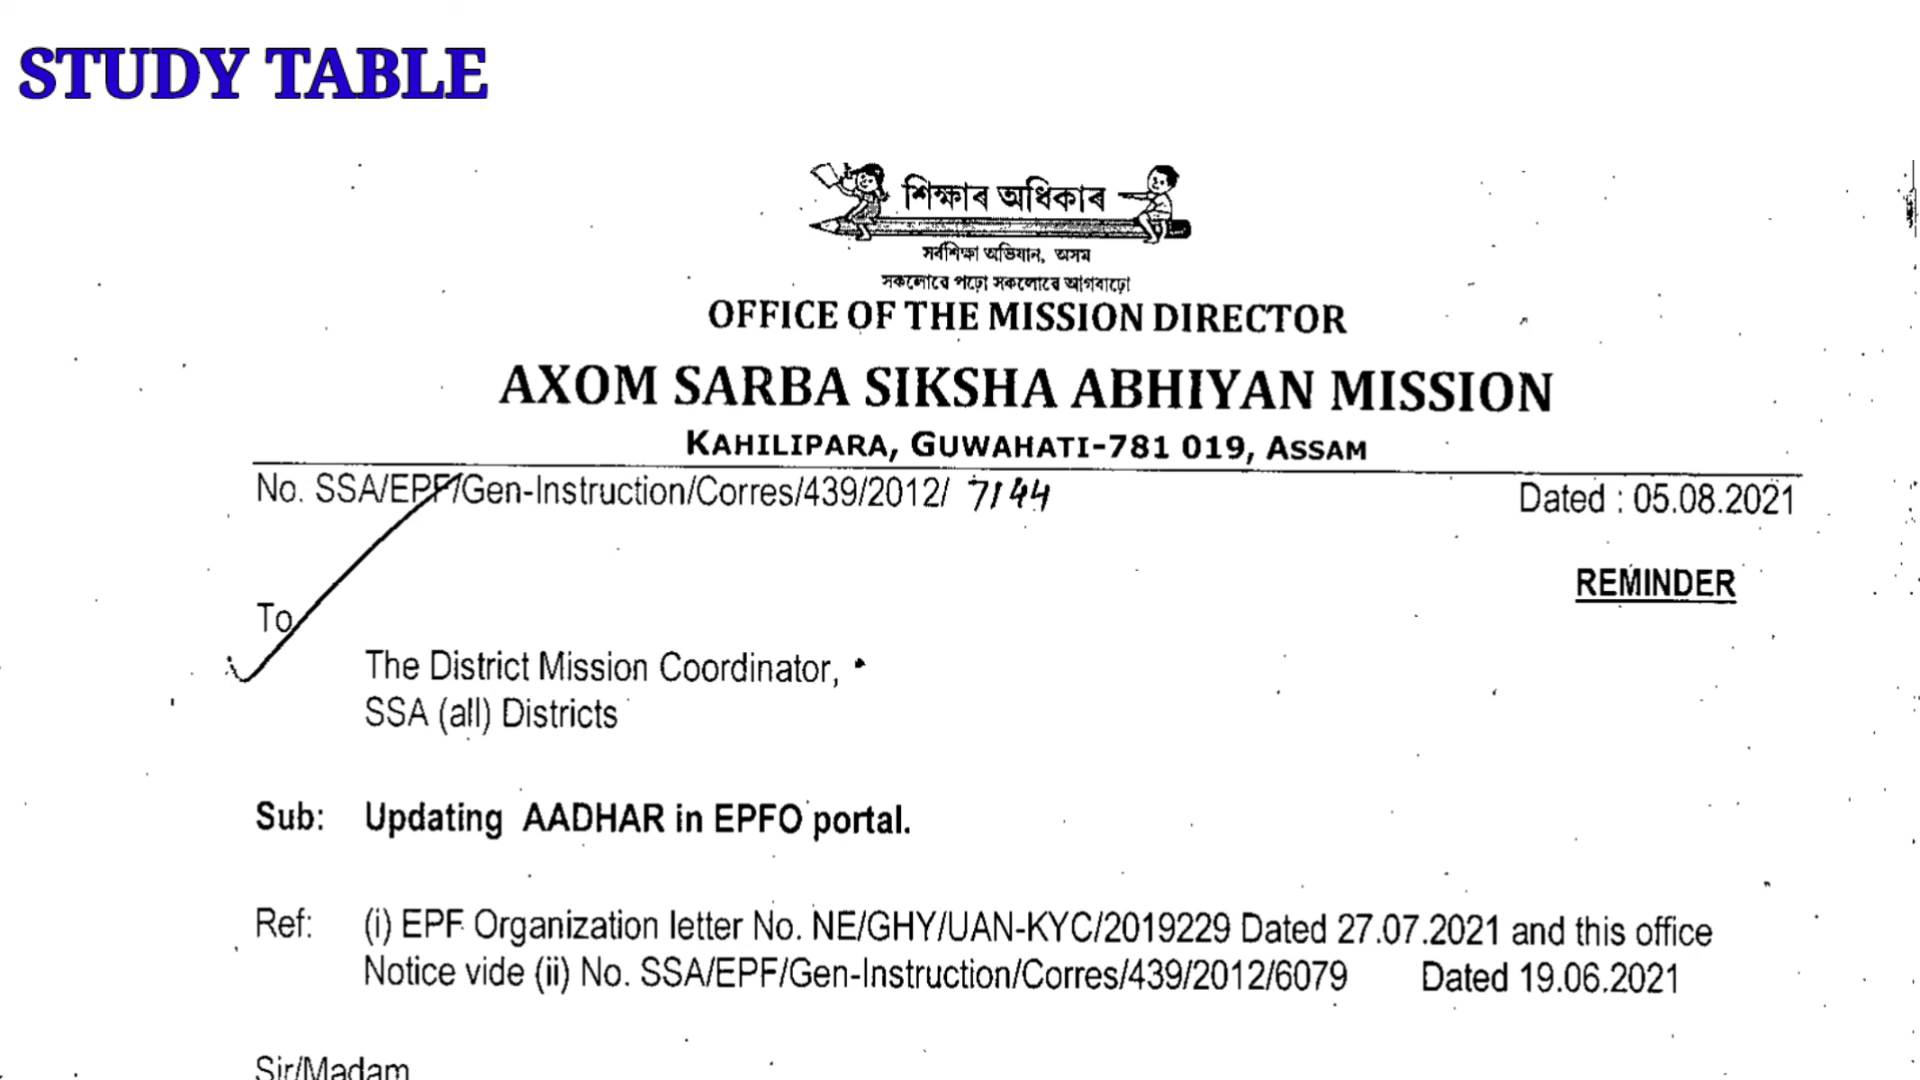 STUDY TABLE
শিক্ষাৰ অধিকাৰ
সৰ্বশিক্ষা অভিযান, অসম
সকলোৱে পঢ়োঁ সকলোৱে আগবাঢ়োঁ
OFFICE OF THE MISSION DIRECTOR
AXOM SARBA SIKSHA ABHIYAN MISSION
KAHILIPARA, GUWAHATI-781 019, ASSAM
No. SSA/EPF/Gen-Instruction/Corres/439/2012/ 7144 Dated : 05.08.2021
REMINDER
To
The District Mission Coordinator,
SSA (all) Districts
Sub: Updating AADHAR in EPFO portal.
Ref: (i) EPF Organization letter No. NE/GHY/UAN-KYC/2019229 Dated 27.07.2021 and this office
Notice vide (ii) No. SSA/EPF/Gen-Instruction/Corres/439/2012/6079 Dated 19.06.2021
Sir/Madam